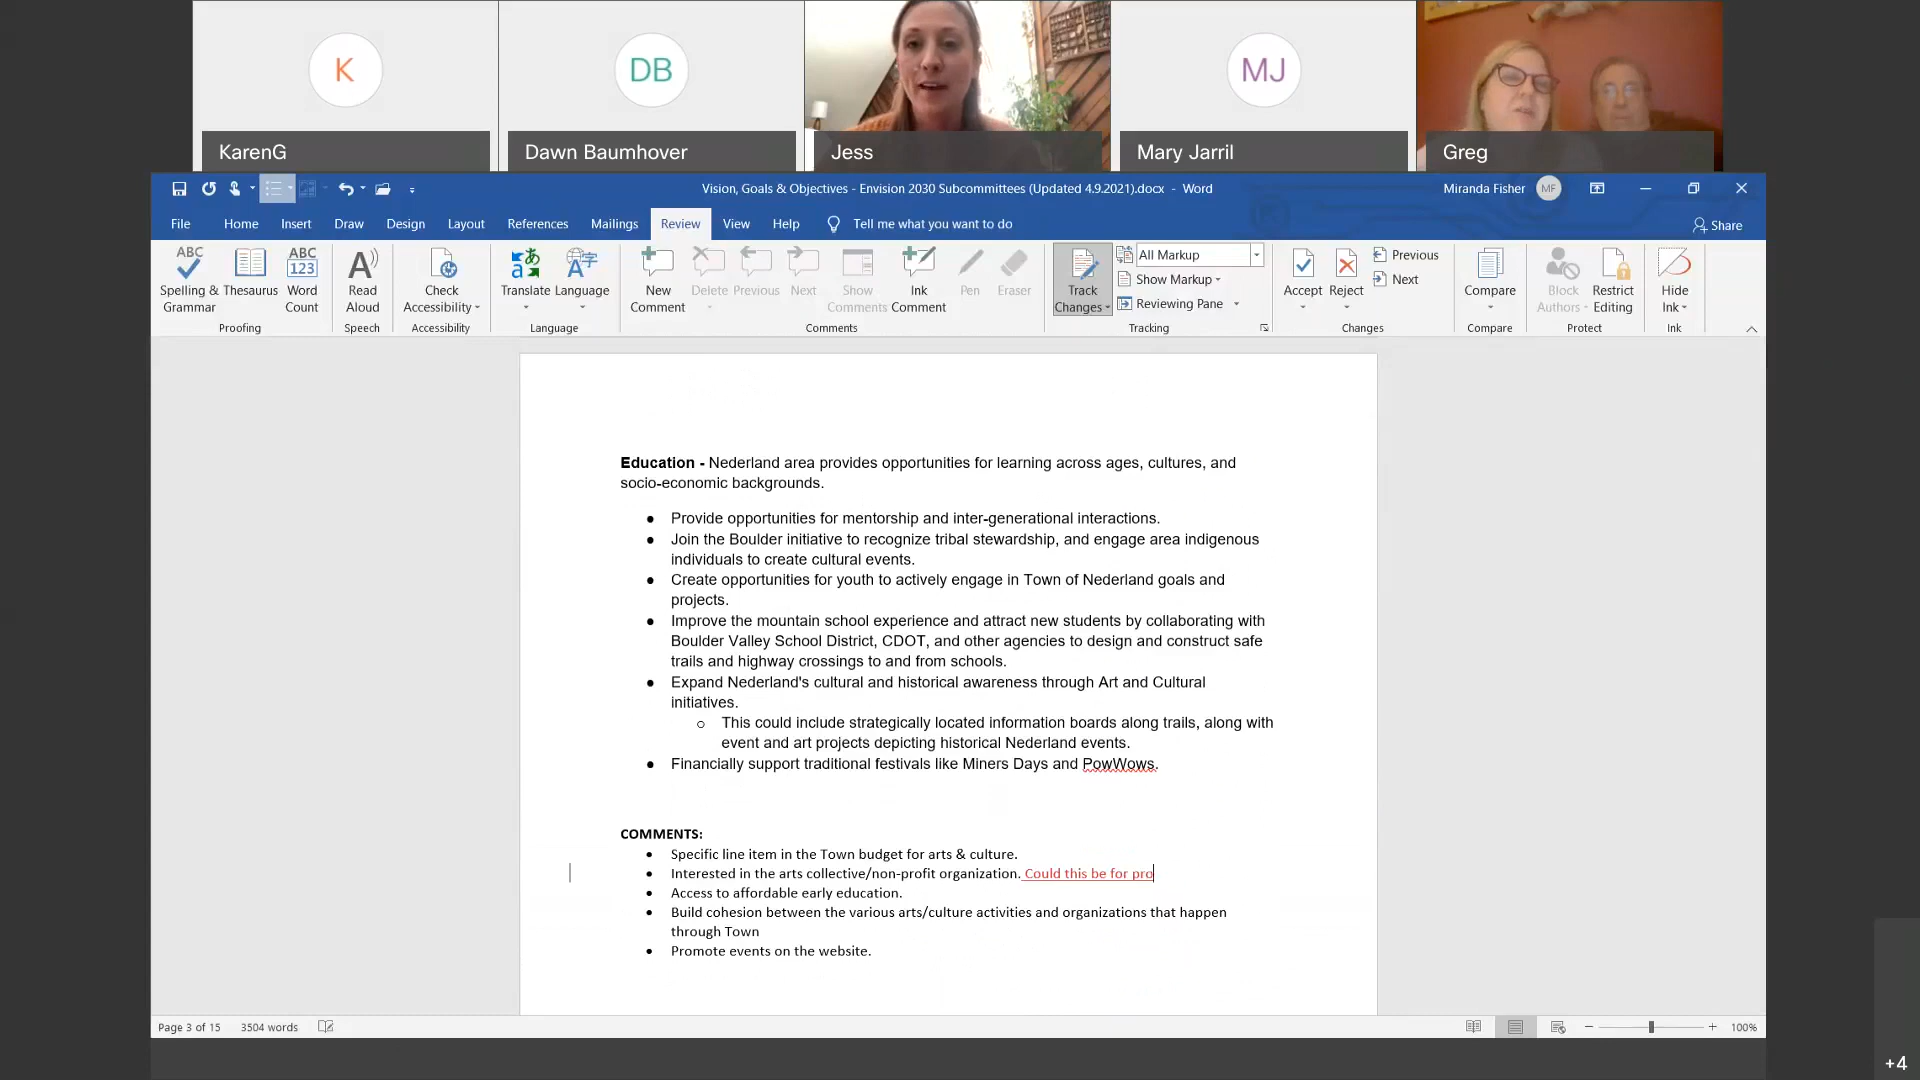 K
DB
MJ
KarenG
Dawn Baumhover
Jess
Mary Jarril
Greg
Vision, Goals & Objectives - Envision 2030 Subcommittees (Updated 4.9.2021).docx - Word
Miranda Fisher
MF
File
Home
Insert
Draw
Design
Layout
References
Mailings
Review
View
Help
Tell me what you want to do
Share
ABC
Spelling &
Grammar
Thesaurus
ABC
123
Word
Count
Proofing
A
Read
Aloud
Speech
Check
Accessibility
Accessibility
Translate
Language
Language
New
Comment
Delete
Previous
Next
Show
Comments
Ink
Comment
Pen
Eraser
Comments
Track
Changes
All Markup
Show Markup
Reviewing Pane
Tracking
Accept
Reject
Previous
Next
Changes
Compare
Compare
Block
Authors
Restrict
Editing
Protect
Hide
Ink
Ink
Education - Nederland area provides opportunities for learning across ages, cultures, and
socio-economic backgrounds.
● Provide opportunities for mentorship and inter-generational interactions.
● Join the Boulder initiative to recognize tribal stewardship, and engage area indigenous
individuals to create cultural events.
● Create opportunities for youth to actively engage in Town of Nederland goals and
projects.
● Improve the mountain school experience and attract new students by collaborating with
Boulder Valley School District, CDOT, and other agencies to design and construct safe
trails and highway crossings to and from schools.
● Expand Nederland's cultural and historical awareness through Art and Cultural
initiatives.
○ This could include strategically located information boards along trails, along with
event and art projects depicting historical Nederland events.
● Financially support traditional festivals like Miners Days and PowWows.
COMMENTS:
• Specific line item in the Town budget for arts & culture.
• Interested in the arts collective/non-profit organization. Could this be for pro
• Access to affordable early education.
• Build cohesion between the various arts/culture activities and organizations that happen
through Town
• Promote events on the website.
Page 3 of 15
3504 words
100%
+4